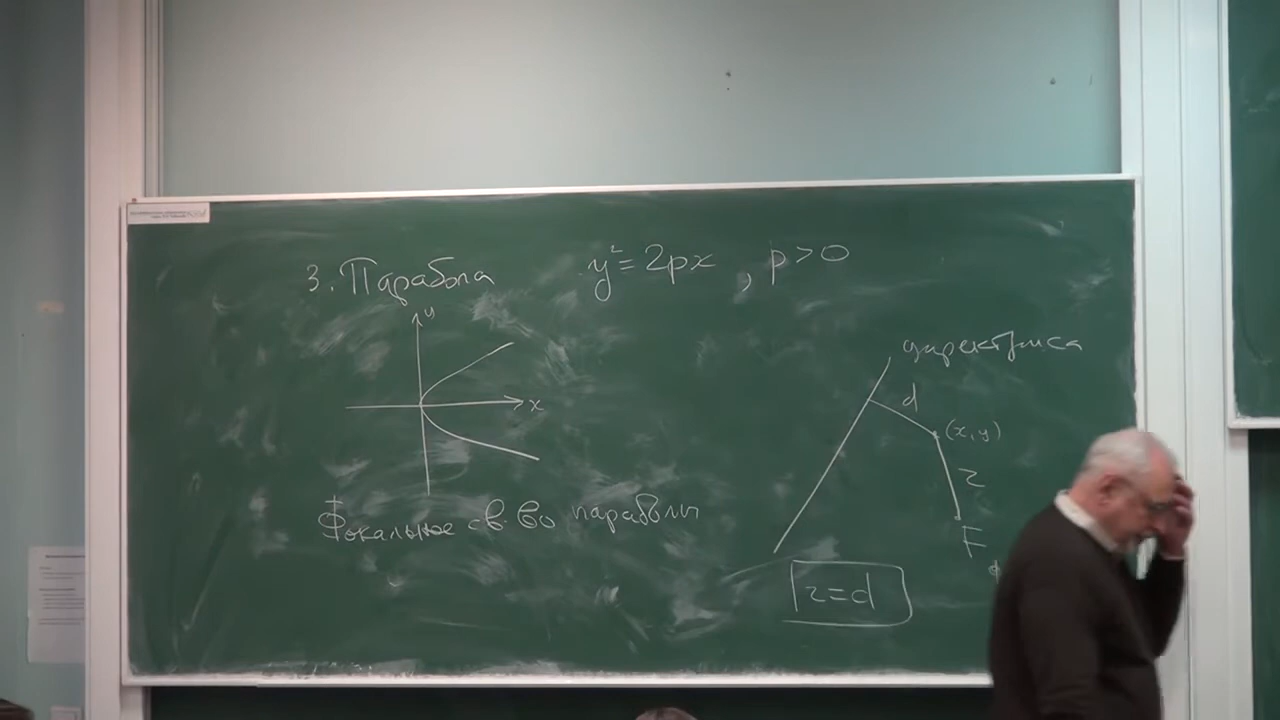 3. Парабола y² = 2px , p > 0
y
x
Фокальное св-во параболы
директриса
d
(x, y)
r
F
ф
r = d